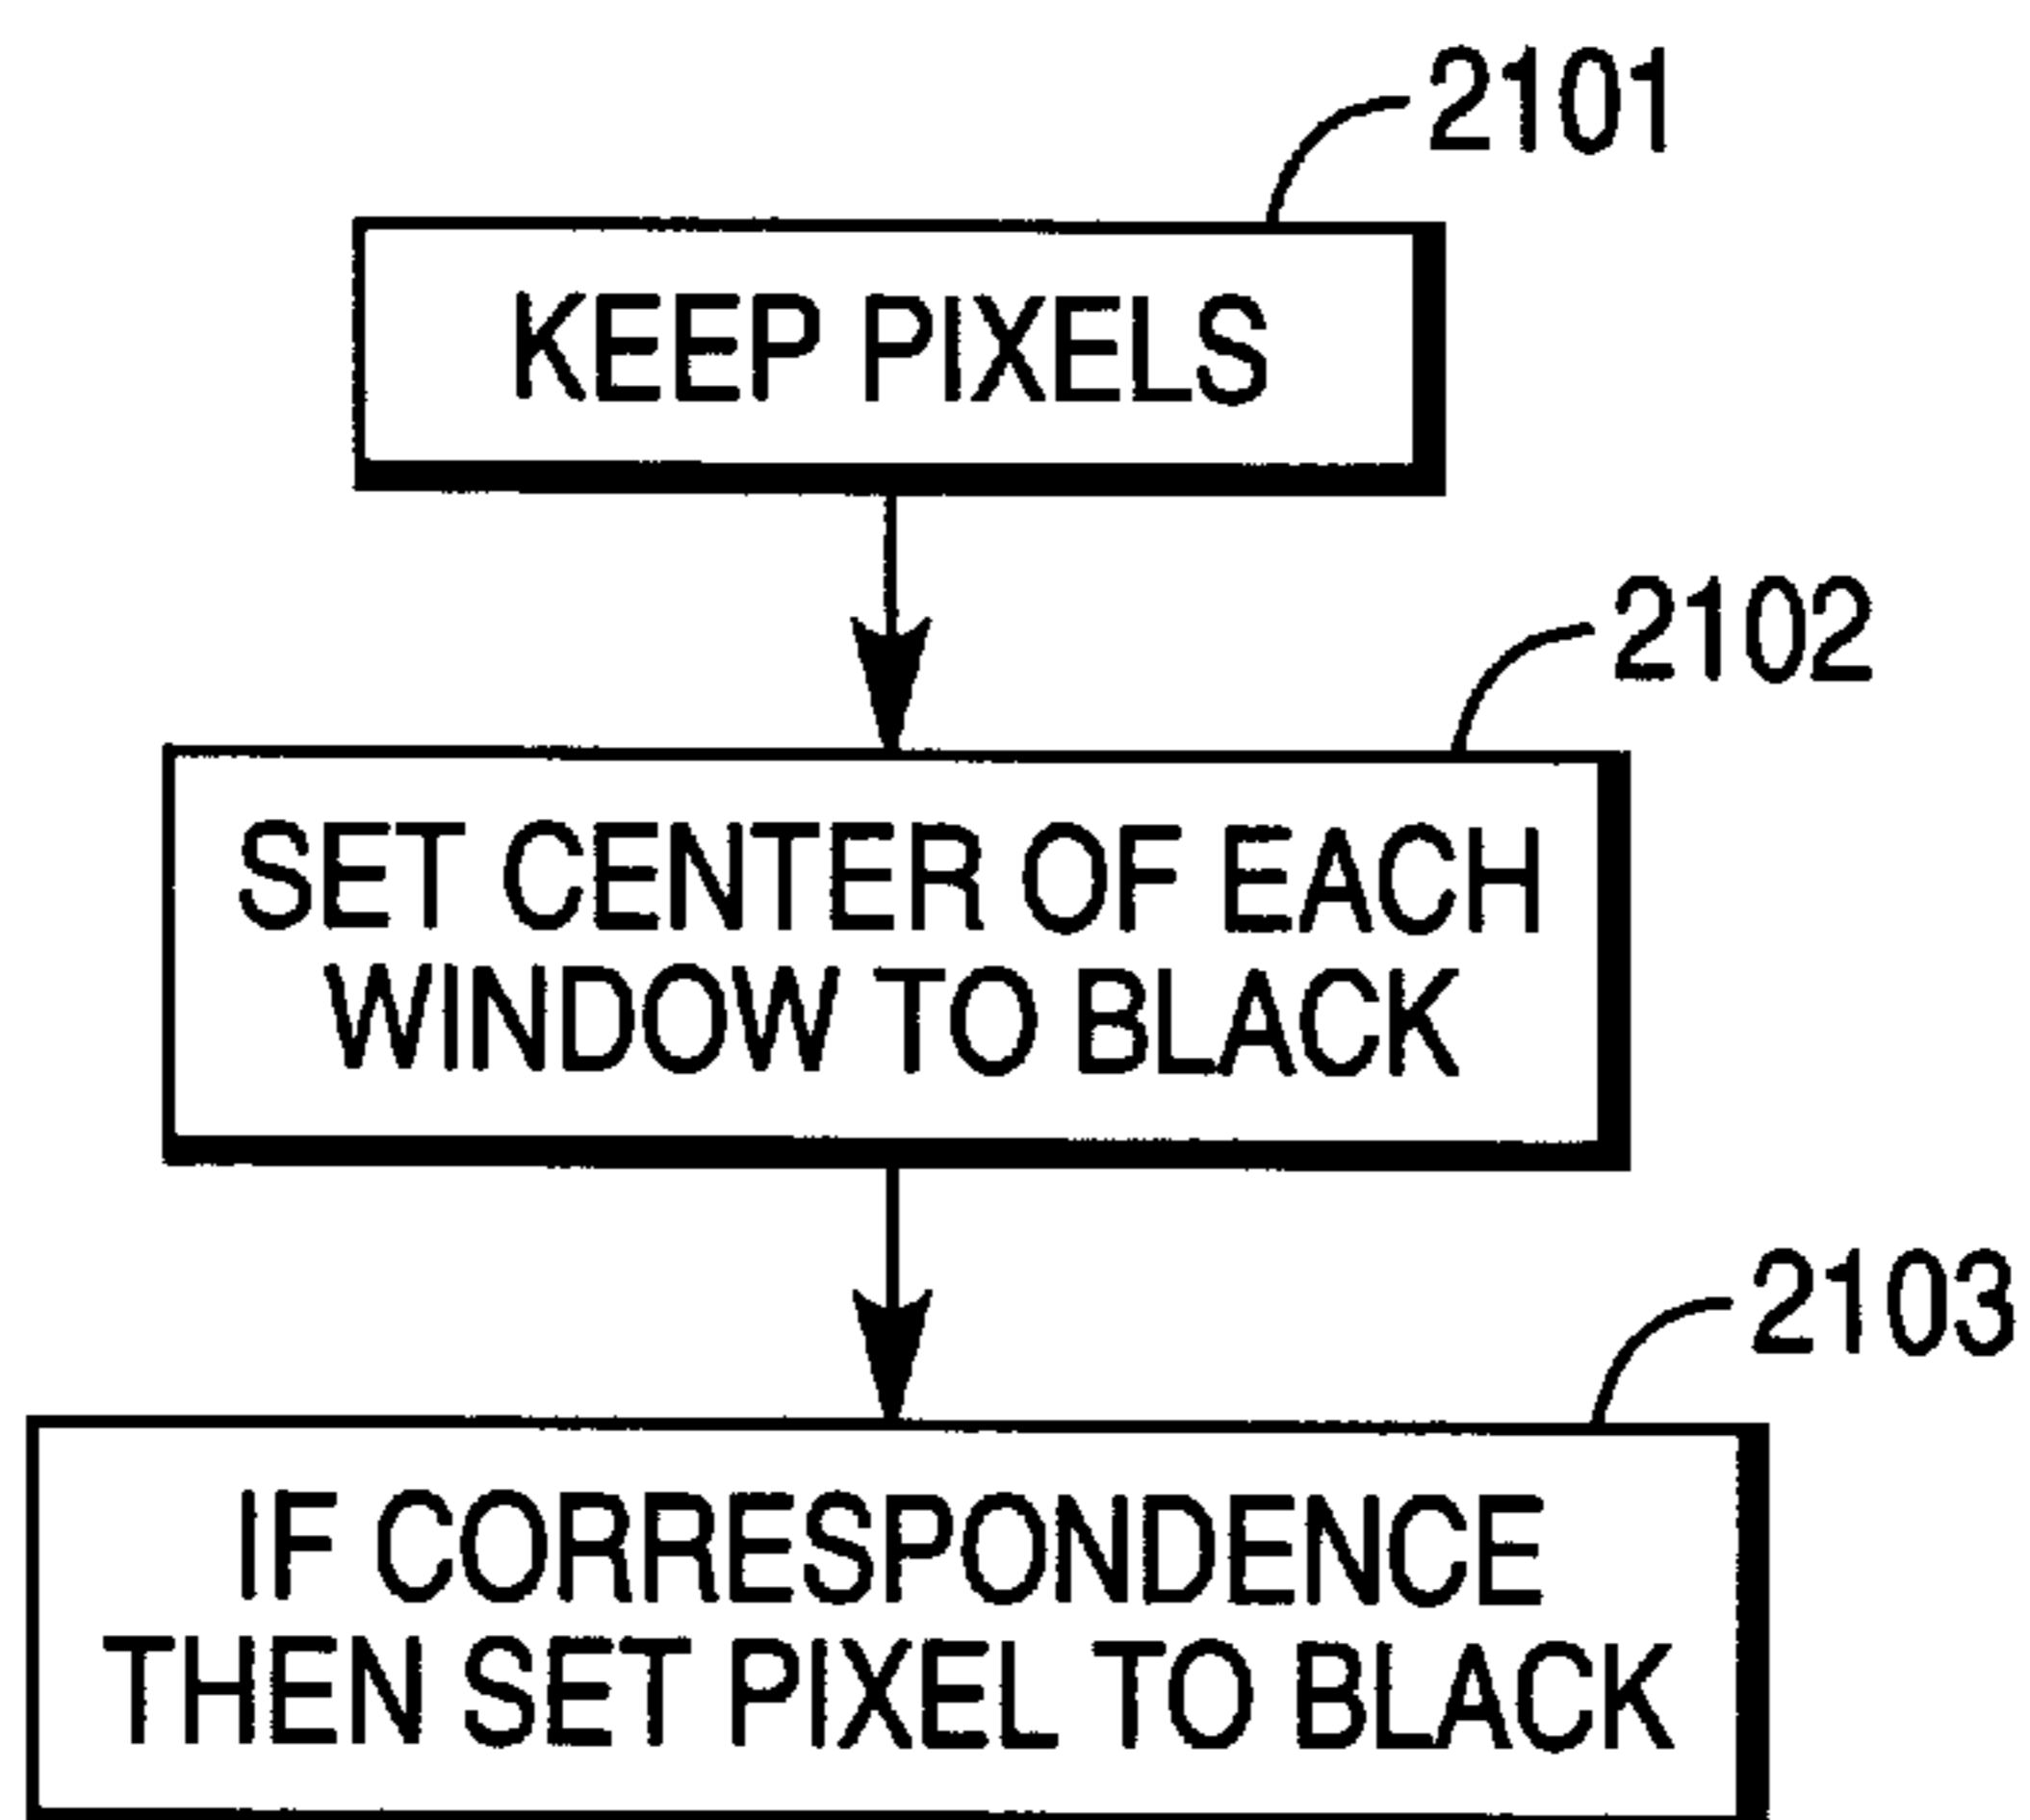 2101
KEEP PIXELS
2102
SET CENTER OF EACH
WINDOW TO BLACK
2103
IF CORRESPONDENCE
THEN SET PIXEL TO BLACK